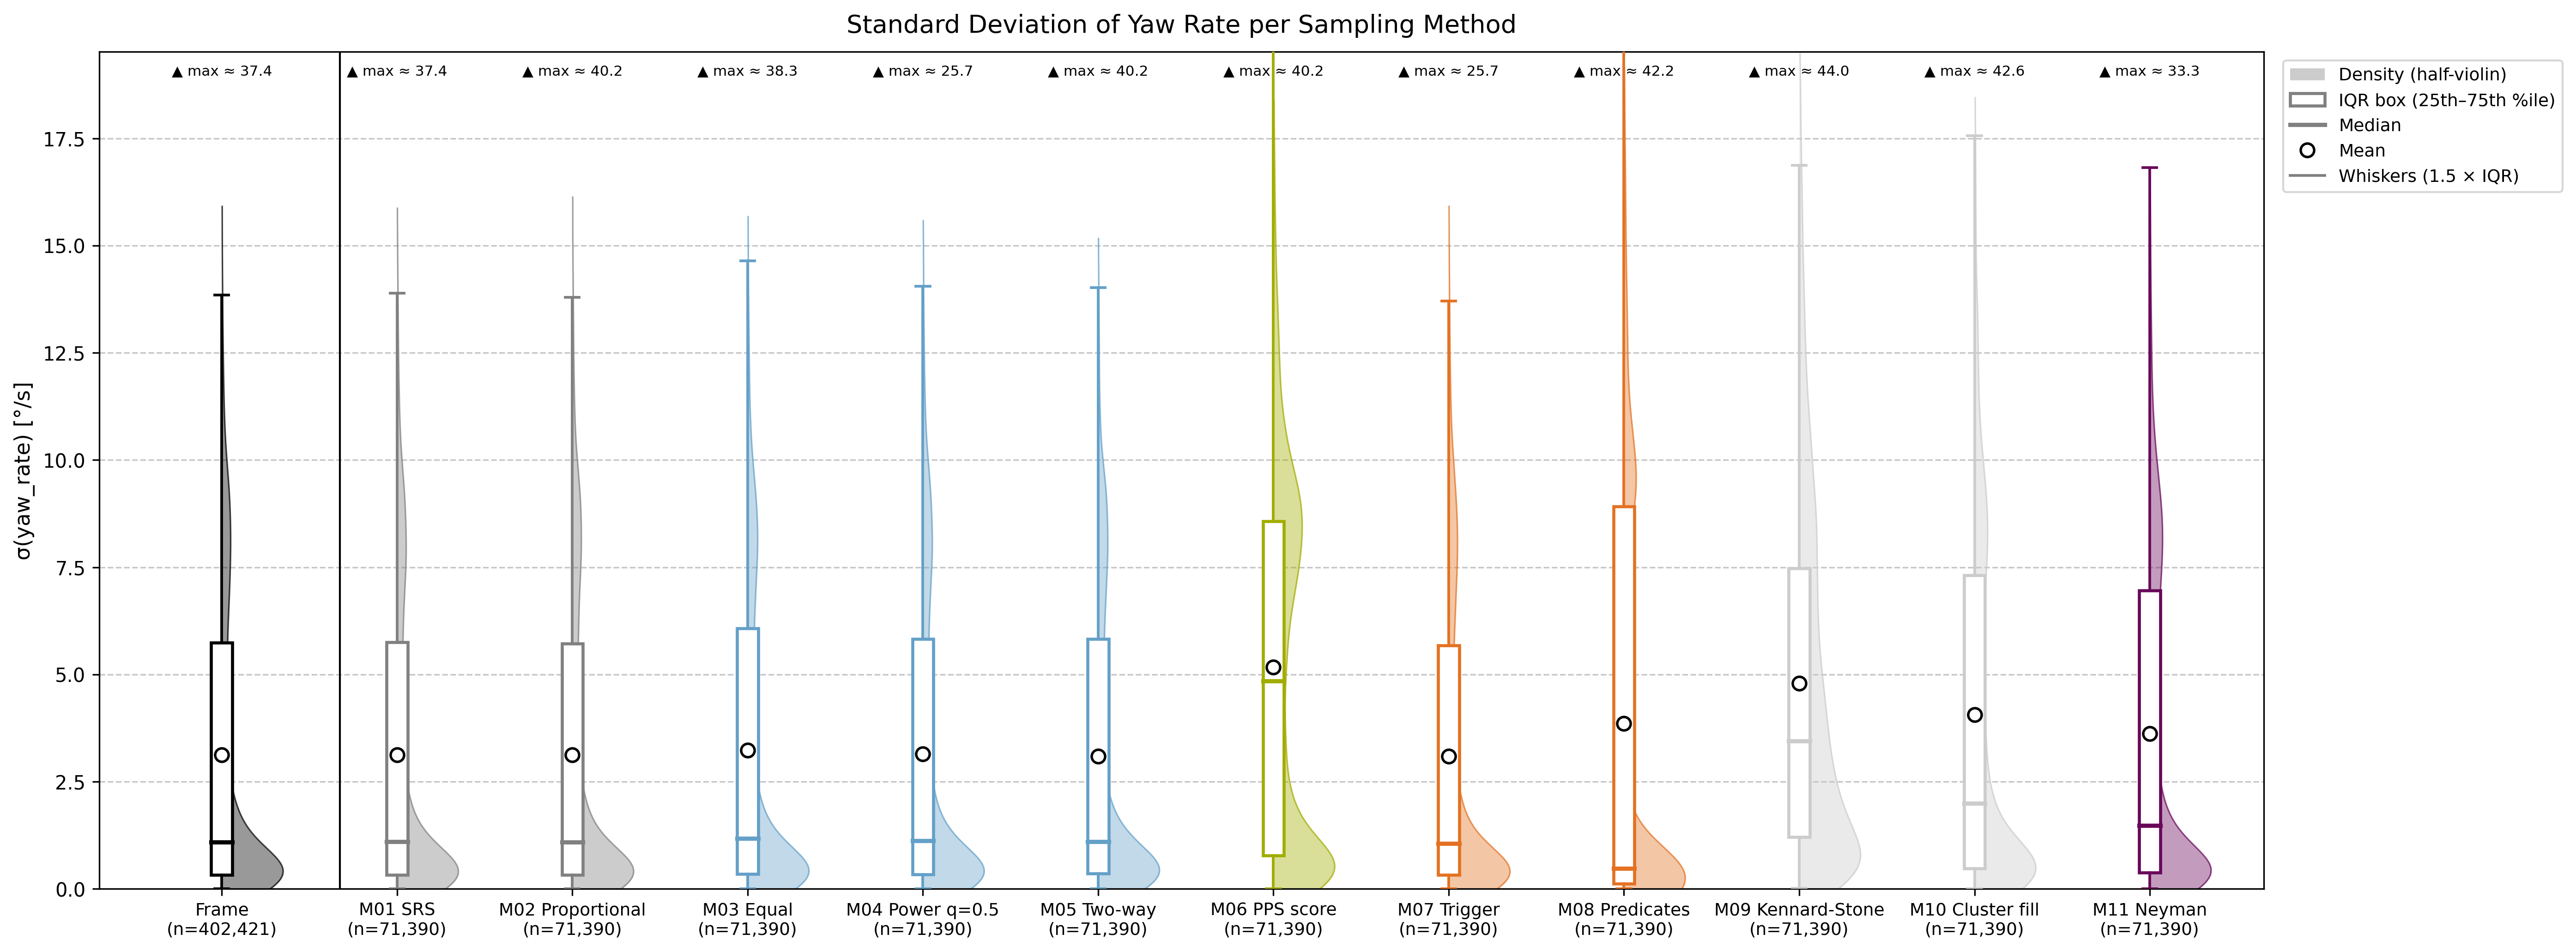 Standard Deviation of Yaw Rate per Sampling Method
▲ max ≈ 37.4
▲ max ≈ 37.4
▲ max ≈ 40.2
▲ max ≈ 38.3
▲ max ≈ 25.7
▲ max ≈ 40.2
▲ max ≈ 40.2
▲ max ≈ 25.7
▲ max ≈ 42.2
▲ max ≈ 44.0
▲ max ≈ 42.6
▲ max ≈ 33.3
Density (half-violin)
IQR box (25th–75th %ile)
Median
Mean
Whiskers (1.5 × IQR)
σ(yaw_rate) [°/s]
17.5
15.0
12.5
10.0
7.5
5.0
2.5
0.0
Frame
(n=402,421)
M01 SRS
(n=71,390)
M02 Proportional
(n=71,390)
M03 Equal
(n=71,390)
M04 Power q=0.5
(n=71,390)
M05 Two-way
(n=71,390)
M06 PPS score
(n=71,390)
M07 Trigger
(n=71,390)
M08 Predicates
(n=71,390)
M09 Kennard-Stone
(n=71,390)
M10 Cluster fill
(n=71,390)
M11 Neyman
(n=71,390)